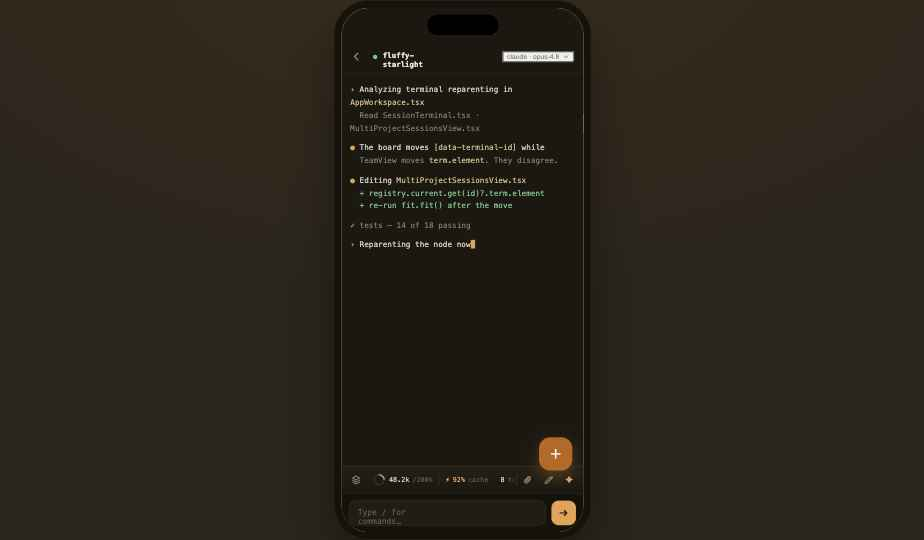 fluffy-
starlight
claude · opus-4.8
› Analyzing terminal reparenting in
AppWorkspace.tsx
Read SessionTerminal.tsx ·
MultiProjectSessionsView.tsx
● The board moves [data-terminal-id] while
TeamView moves term.element. They disagree.
● Editing MultiProjectSessionsView.tsx
+ registry.current.get(id)?.term.element
+ re-run fit.fit() after the move
✓ tests — 14 of 18 passing
› Reparenting the node now
48.2k /200k ⚡ 92% cache 8
Type / for
commands…